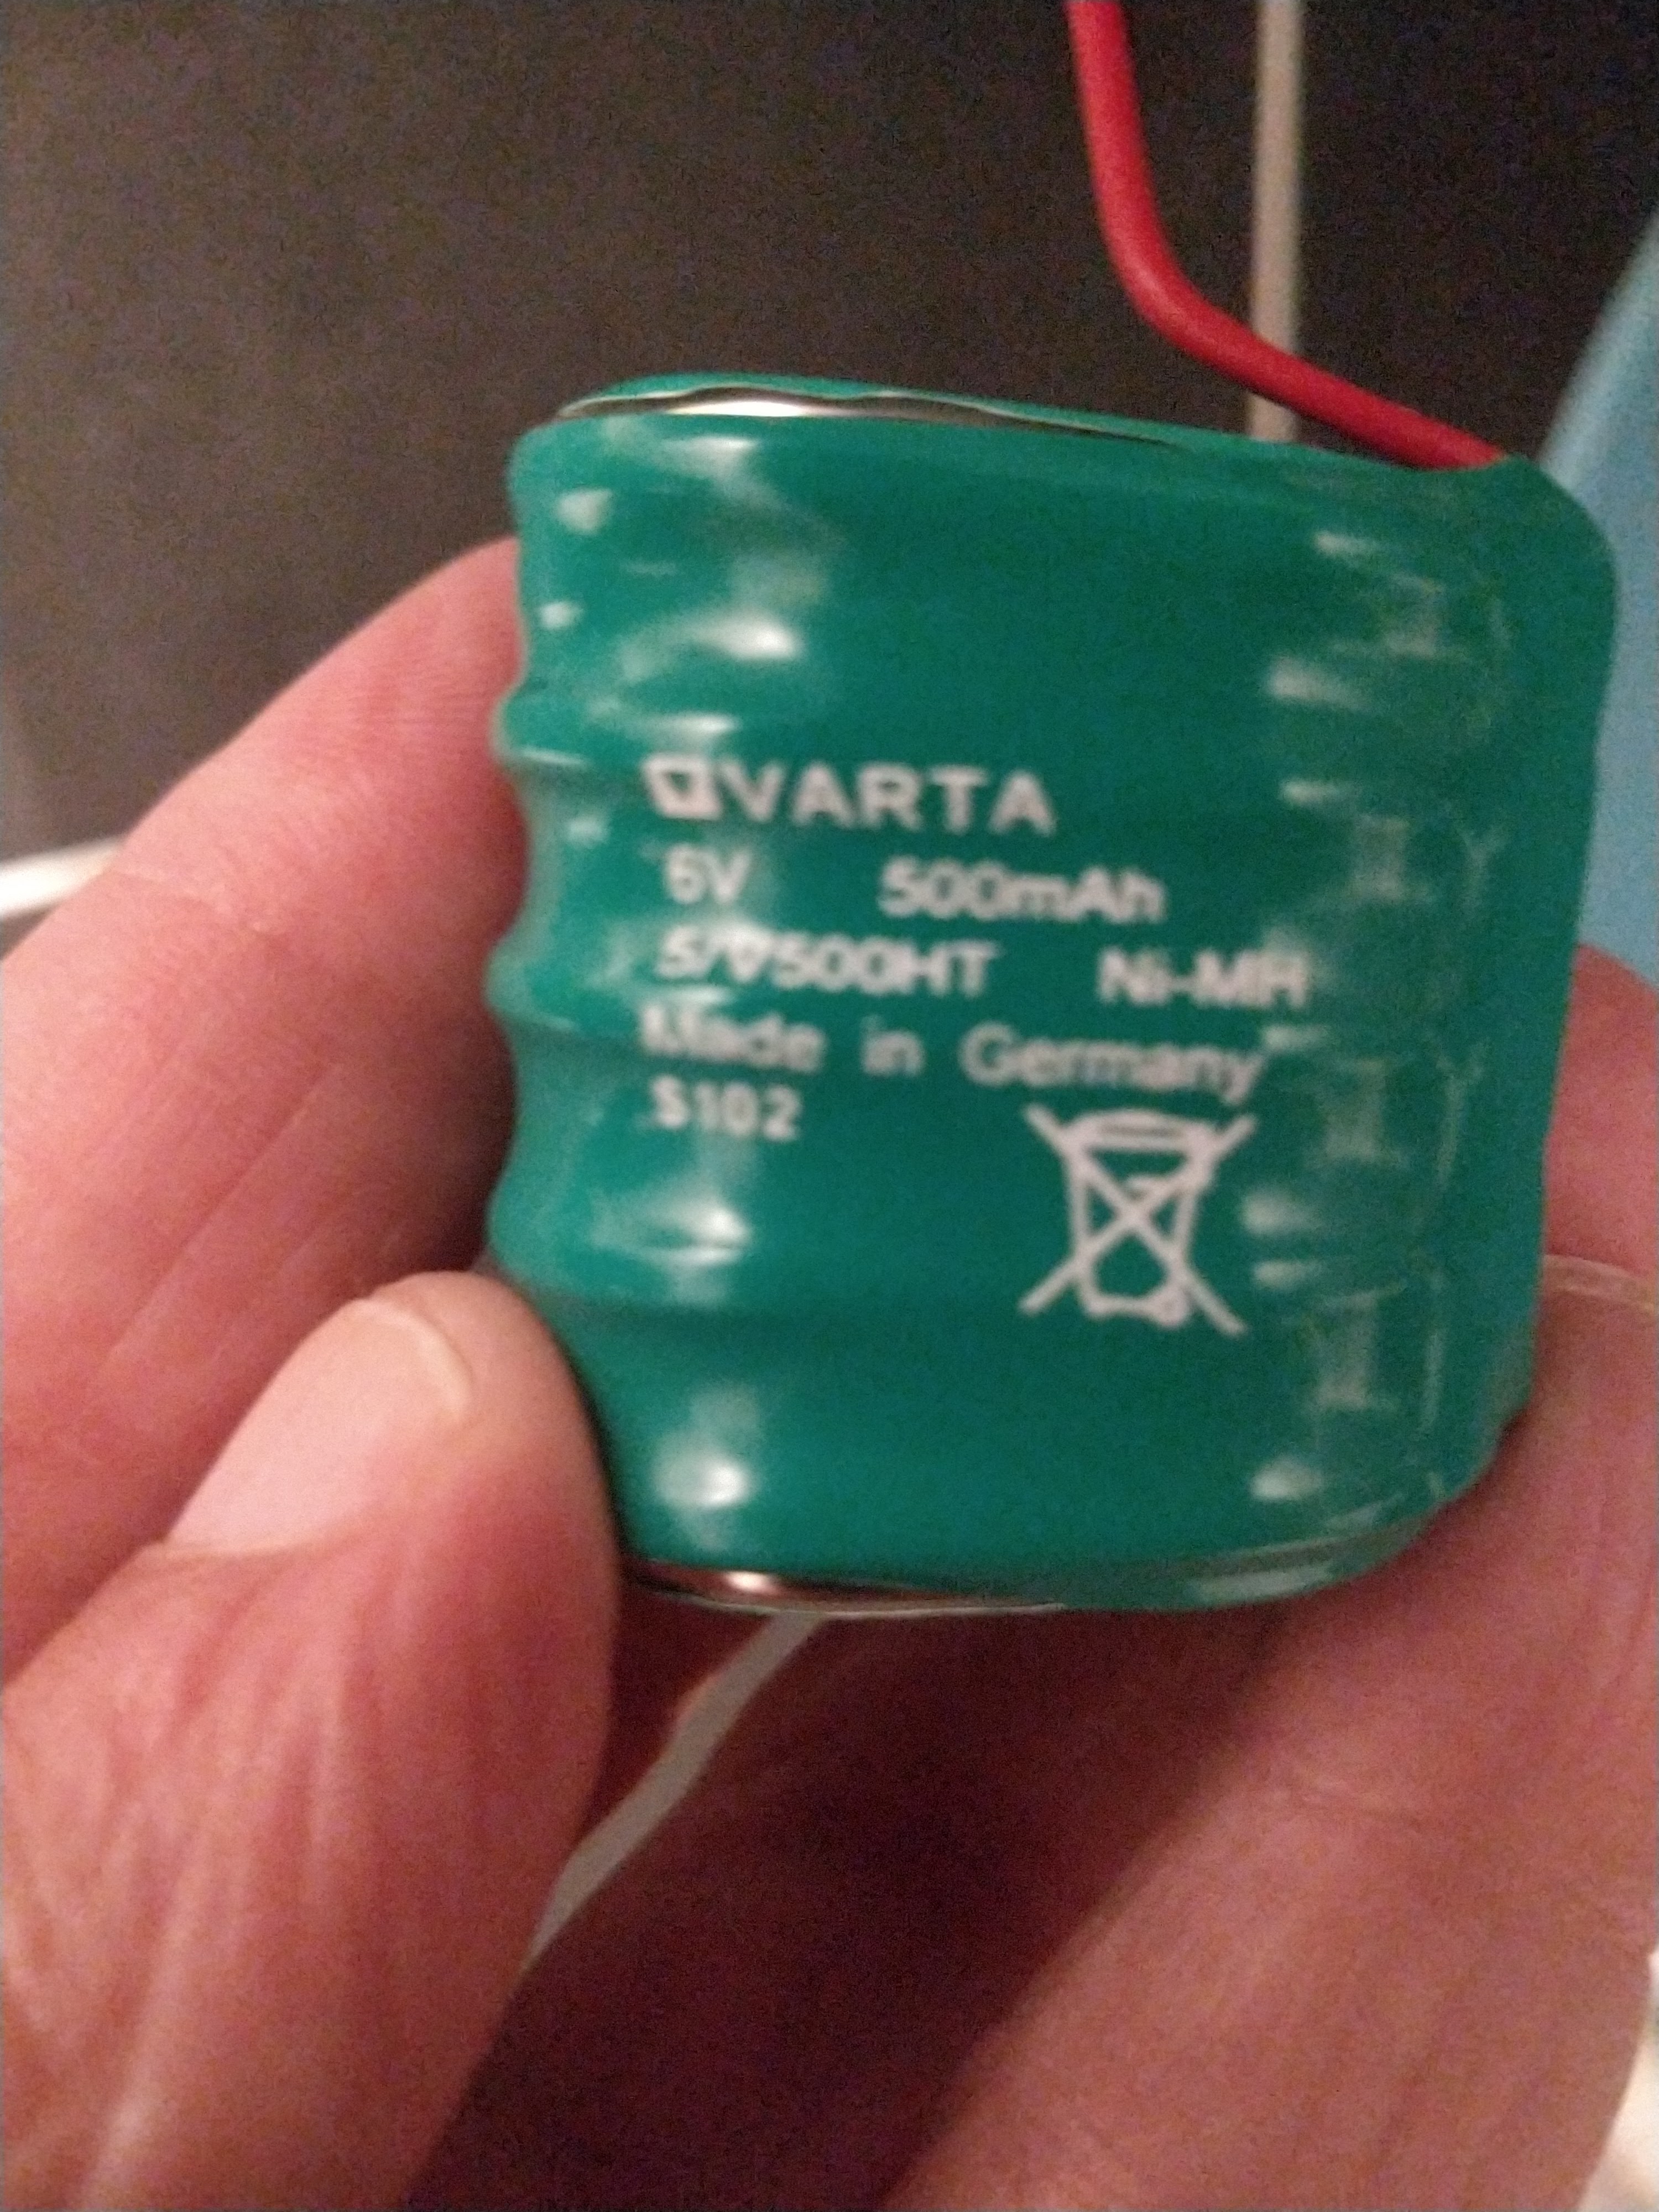 VARTA
6V 500mAh
5/V500HT Ni-MH
Made in Germany
S102